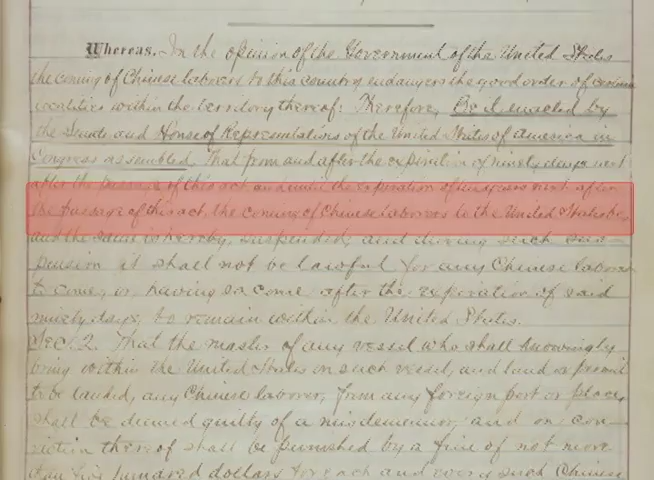 Whereas, In the opinion of the Government of the United States
the coming of Chinese laborers to this country endangers the good order of certain
localities within the territory thereof: Therefore, Be it enacted by
the Senate and House of Representatives of the United States of America in
Congress assembled, That from and after the expiration of ninety days next
after the passage of this act, and until the expiration of ten years next after
the passage of this act, the coming of Chinese laborers to the United States be,
and the same is hereby, suspended, and during such sus-
pension it shall not be lawful for any Chinese laborer
to come, or having so come after the expiration of said
ninety days, to remain within the United States.
Sec. 2. That the master of any vessel who shall knowingly
bring within the United States on such vessel, and land or permit
to be landed, any Chinese laborer, from any foreign port or place,
shall be deemed guilty of a misdemeanor, and on con-
viction thereof shall be punished by a fine of not more
than five hundred dollars for each and every such Chinese